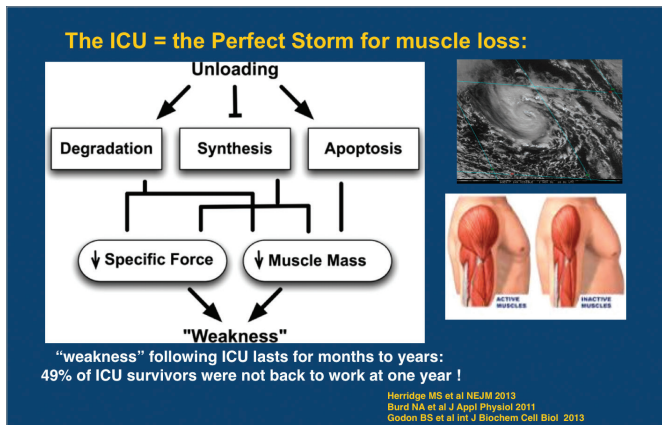 The ICU = the Perfect Storm for muscle loss:
Unloading
Degradation
Synthesis
Apoptosis
↓ Specific Force
↓ Muscle Mass
"Weakness"
ACTIVE
MUSCLES
INACTIVE
MUSCLES
“weakness” following ICU lasts for months to years:
49% of ICU survivors were not back to work at one year !
Herridge MS et al NEJM 2013
Burd NA et al J Appl Physiol 2011
Godon BS et al int J Biochem Cell Biol 2013